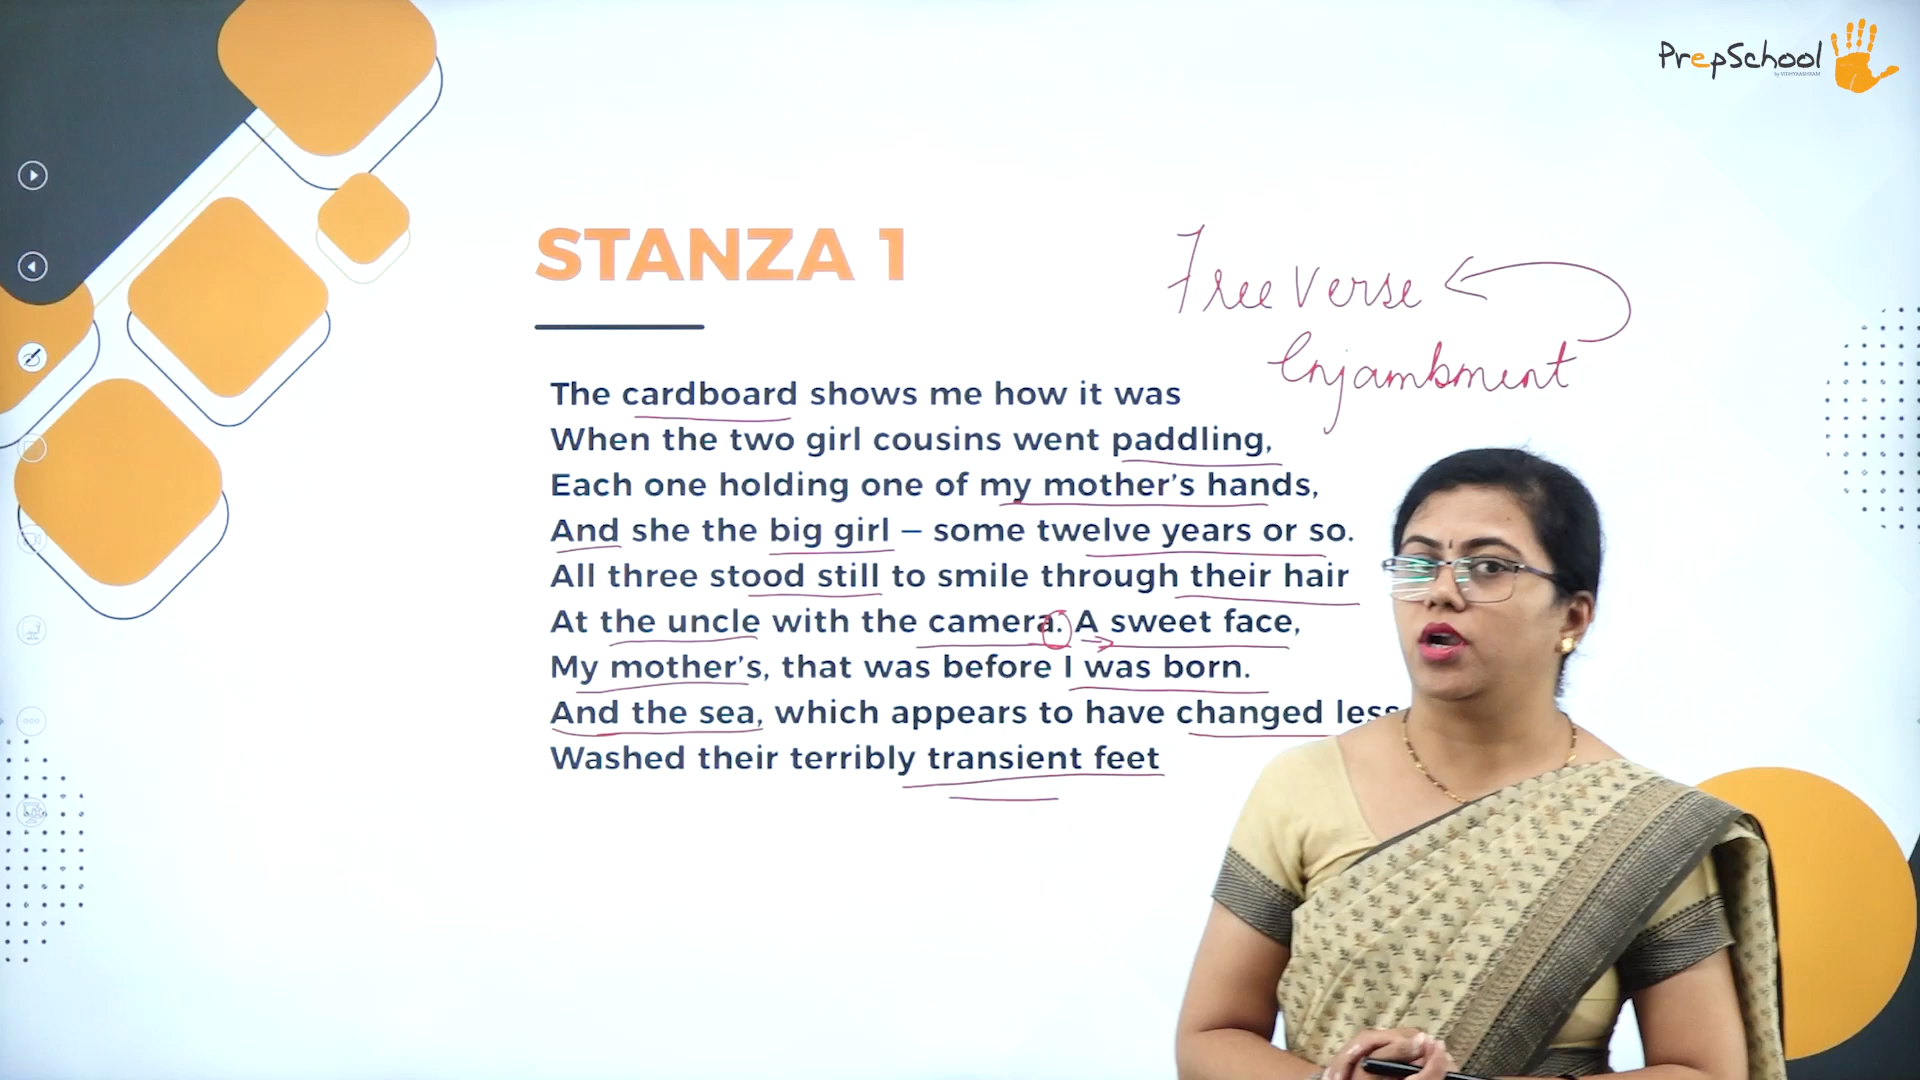 PrepSchool
by VIDHYAASHRAM
STANZA 1
Free Verse
Enjambment
The cardboard shows me how it was
When the two girl cousins went paddling,
Each one holding one of my mother's hands,
And she the big girl – some twelve years or so.
All three stood still to smile through their hair
At the uncle with the camera. A sweet face,
My mother's, that was before I was born.
And the sea, which appears to have changed less
Washed their terribly transient feet